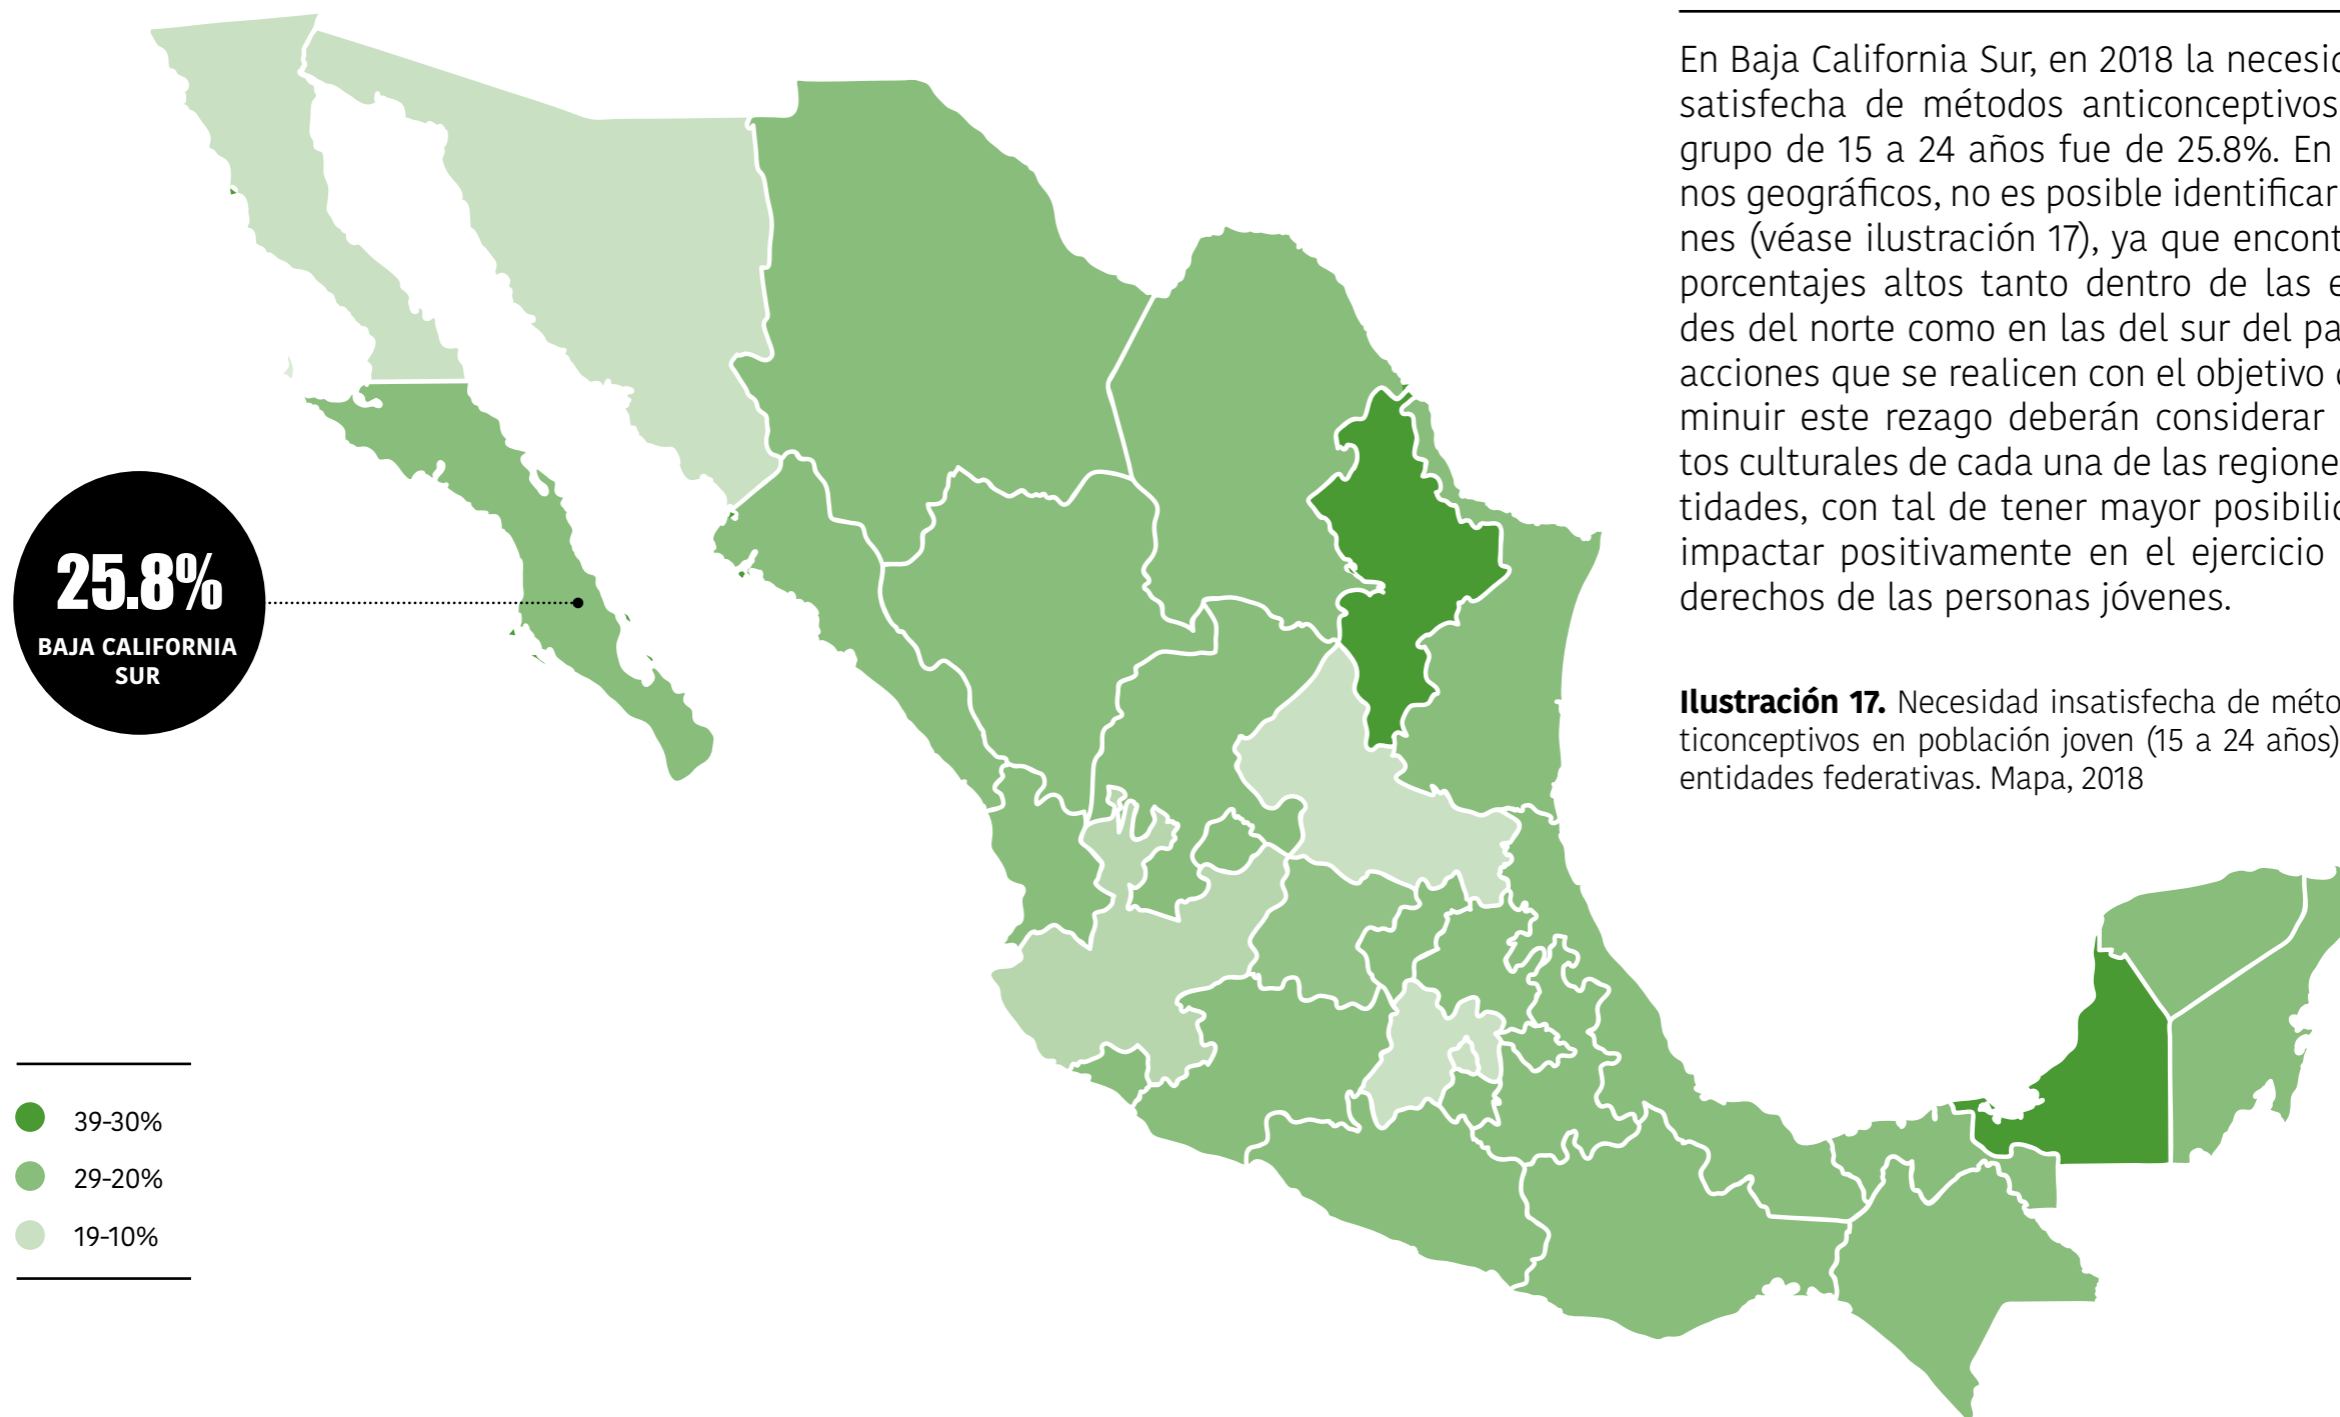 En Baja California Sur, en 2018 la necesid
satisfecha de métodos anticonceptivos
grupo de 15 a 24 años fue de 25.8%. En
nos geográficos, no es posible identificar
nes (véase ilustración 17), ya que encont
porcentajes altos tanto dentro de las e
des del norte como en las del sur del pa
acciones que se realicen con el objetivo
minuir este rezago deberán considerar
tos culturales de cada una de las regione
tidades, con tal de tener mayor posibilid
impactar positivamente en el ejercicio
derechos de las personas jóvenes.
Ilustración 17. Necesidad insatisfecha de méto
ticonceptivos en población joven (15 a 24 años)
entidades federativas. Mapa, 2018
25.8%
BAJA CALIFORNIA
SUR
39-30%
29-20%
19-10%